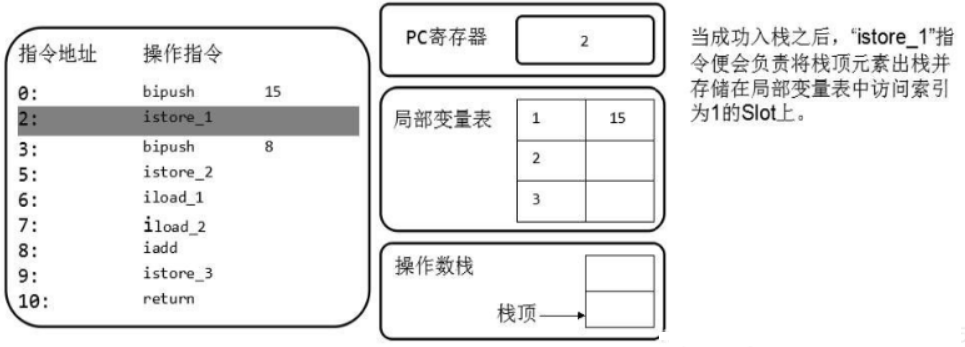 指令地址 操作指令
0: bipush 15
2: istore_1
3: bipush 8
5: istore_2
6: iload_1
7: iload_2
8: iadd
9: istore_3
10: return
PC寄存器 2
局部变量表 1 15
2
3
操作数栈
栈顶
当成功入栈之后，“istore_1”指
令便会负责将栈顶元素出栈并
存储在局部变量表中访问索引
为1的Slot上。